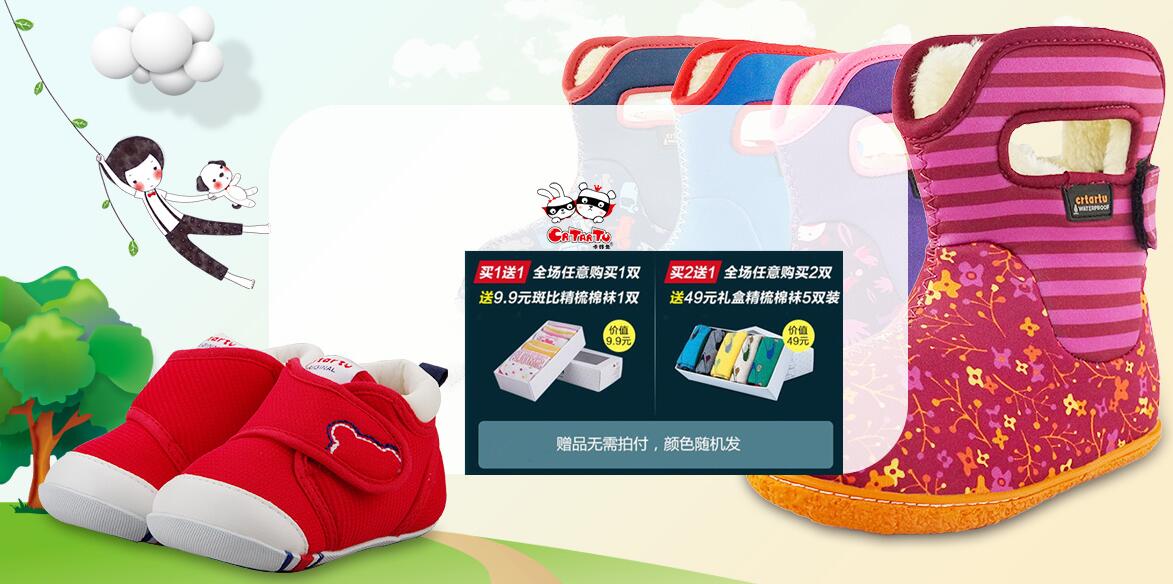 crtartu
WATERPROOF
CRTARTU
卡特兔
买1送1 全场任意购买1双
送9.9元斑比精梳棉袜1双
价值
9.9元
买2送1 全场任意购买2双
送49元礼盒精梳棉袜5双装
价值
49元
赠品无需拍付，颜色随机发
crtartu
ORIGINAL